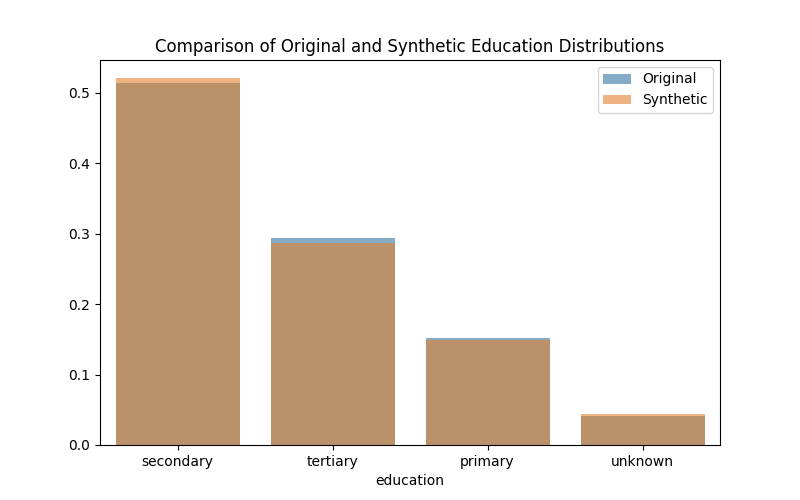 Comparison of Original and Synthetic Education Distributions
Original
Synthetic
0.5
0.4
0.3
0.2
0.1
0.0
secondary tertiary primary unknown
education